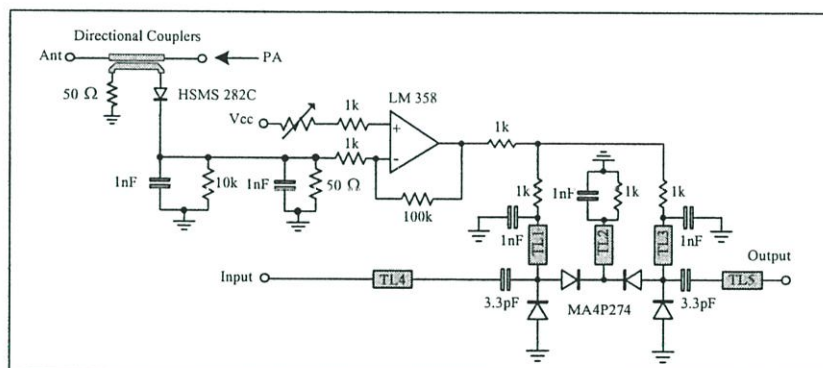 Directional Couplers
Ant
PA
50 Ω
HSMS 282C
LM 358
Vcc
1k
1k
1k
+
-
1nF
10k
1nF
50 Ω
100k
1k
1nF
1k
1k
1nF
1nF
TL1
TL2
TL3
Input
TL4
3.3pF
MA4P274
3.3pF
TL5
Output